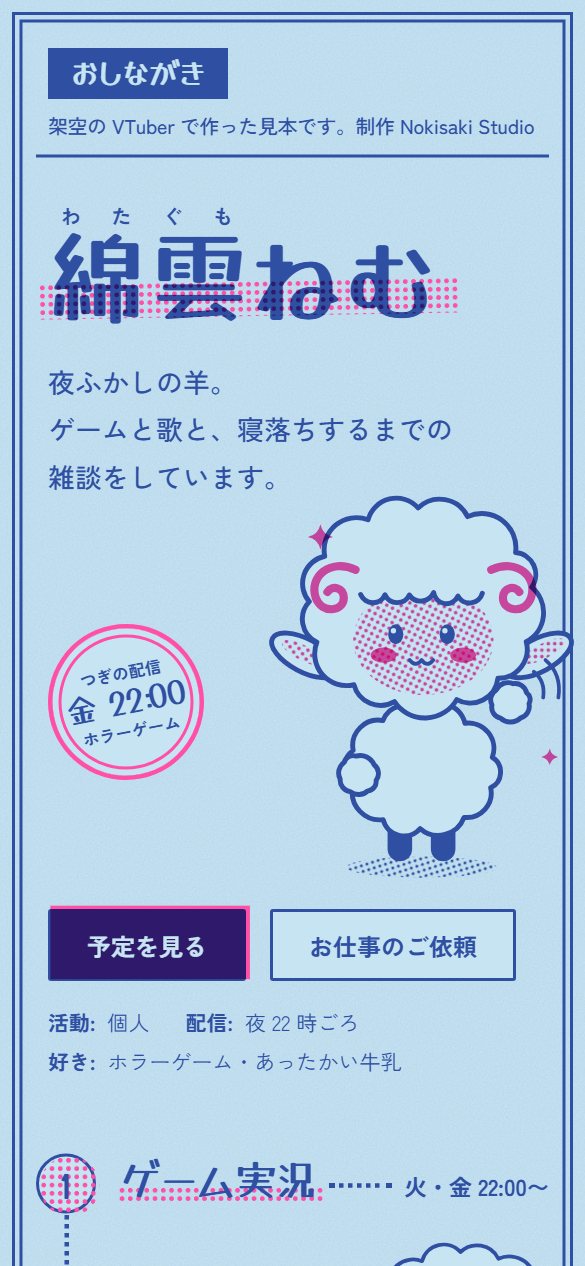 おしながき
架空の VTuber で作った見本です。制作 Nokisaki Studio
わたぐも
綿雲ねむ
夜ふかしの羊。
ゲームと歌と、寝落ちするまでの
雑談をしています。
つぎの配信
金 22:00
ホラーゲーム
予定を見る
お仕事のご依頼
活動: 個人 配信: 夜 22 時ごろ
好き: ホラーゲーム・あったかい牛乳
1 ゲーム実況 火・金 22:00〜